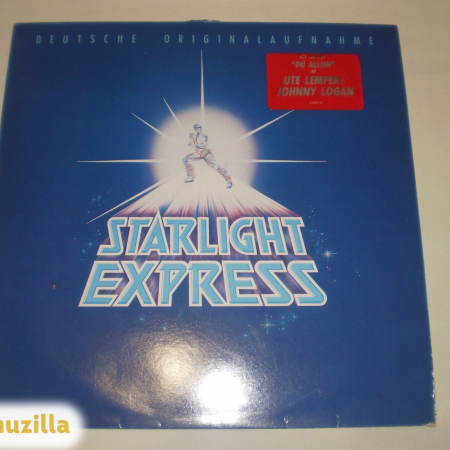 DEUTSCHE ORIGINALAUFNAHME
"DU ALLEIN"
UTE LEMPER
JOHNNY LOGAN
STARLIGHT
EXPRESS
uzilla